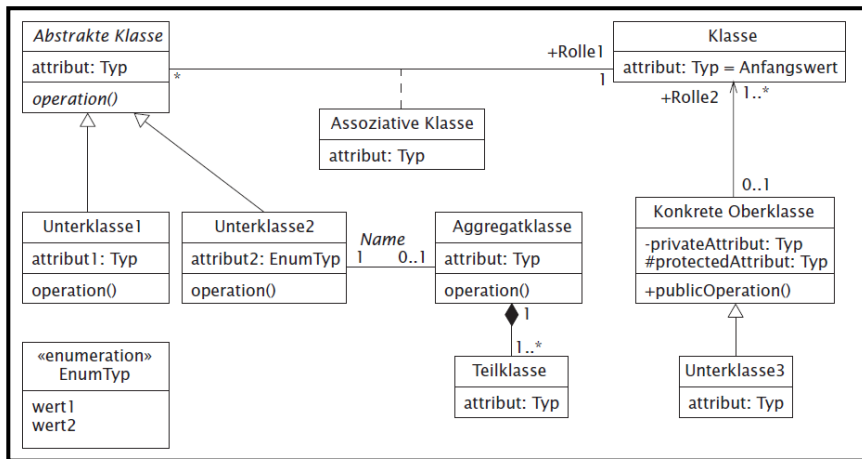 Abstrakte Klasse
attribut: Typ
operation()
*
+Rolle1
1
Klasse
attribut: Typ = Anfangswert
+Rolle2
1..*
0..1
Assoziative Klasse
attribut: Typ
Unterklasse1
attribut1: Typ
operation()
Unterklasse2
attribut2: EnumTyp
operation()
Name
1
0..1
Aggregatklasse
attribut: Typ
operation()
1
1..*
Teilklasse
attribut: Typ
Konkrete Oberklasse
-privateAttribut: Typ
#protectedAttribut: Typ
+publicOperation()
Unterklasse3
attribut: Typ
«enumeration»
EnumTyp
wert1
wert2